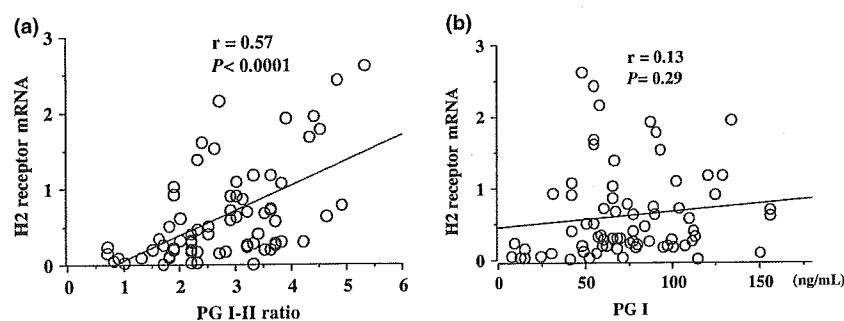 (a)
r = 0.57
P< 0.0001
H2 receptor mRNA
3
2
1
0
0 1 2 3 4 5 6
PG I-II ratio
(b)
r = 0.13
P= 0.29
H2 receptor mRNA
3
2
1
0
0 50 100 150 (ng/mL)
PG I